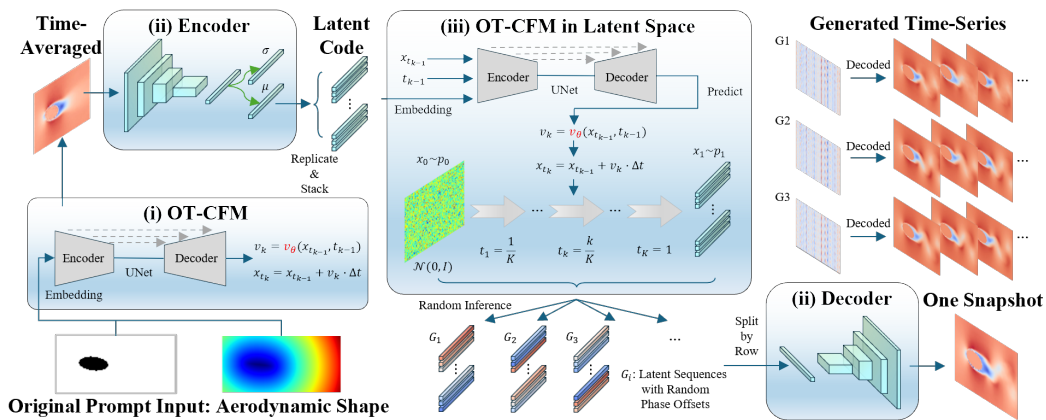 Time-
Averaged
(ii) Encoder
σ
μ
Latent
Code
Replicate
&
Stack
(i) OT-CFM
Encoder
Decoder
UNet
Embedding
v_k = v_θ(x_{t_{k-1}}, t_{k-1})
x_{t_k} = x_{t_{k-1}} + v_k · Δt
Original Prompt Input: Aerodynamic Shape
(iii) OT-CFM in Latent Space
x_{t_{k-1}}
t_{k-1}
Embedding
Encoder
Decoder
UNet
Predict
v_k = v_θ(x_{t_{k-1}}, t_{k-1})
x_{t_k} = x_{t_{k-1}} + v_k · Δt
x_0~p_0
x_1~p_1
...
...
t_1 = 1/K
t_k = k/K
t_K = 1
𝒩(0, I)
Random Inference
G_1
G_2
G_3
...
G_i: Latent Sequences
with Random
Phase Offsets
Split
by
Row
(ii) Decoder
One Snapshot
Generated Time-Series
G1
Decoded
...
G2
Decoded
...
G3
Decoded
...